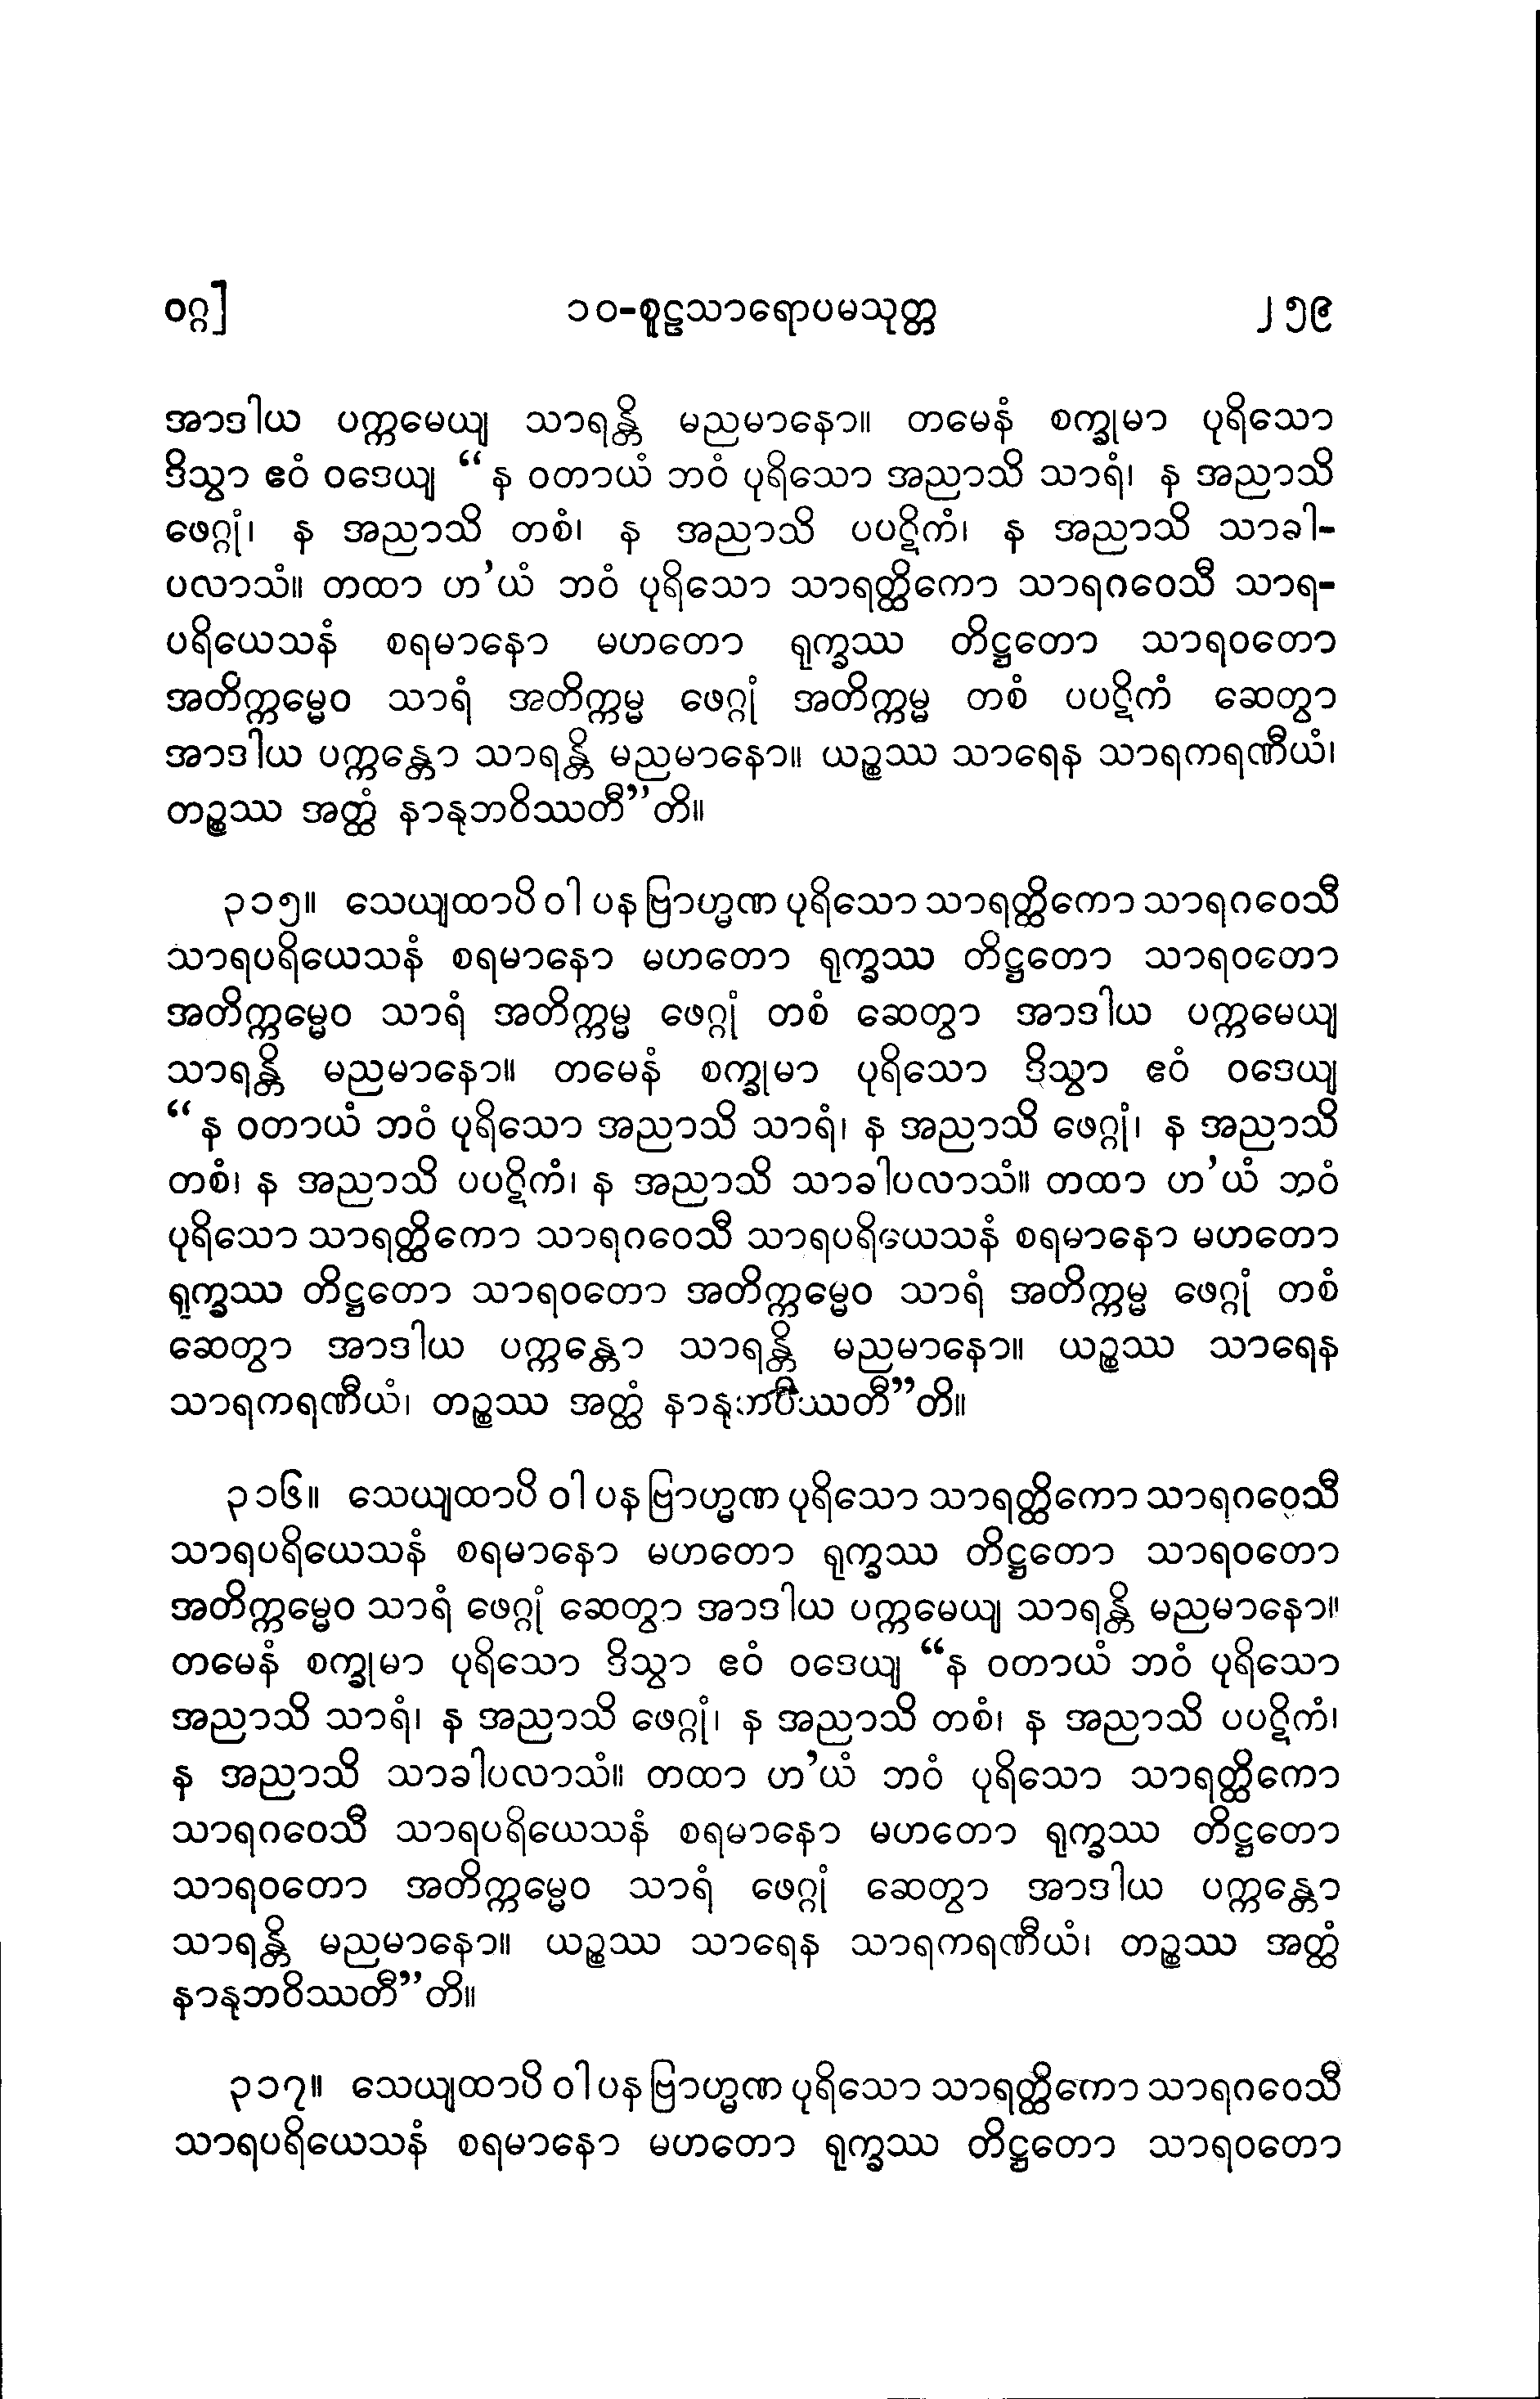 ဝဂ္ဂ] ၁၀-စူဠသာရောပမသုတ္တ ၂၅၉
အာဒါယ ပက္ကမေယျ သာရန္တိ မညမာနော။ တမေနံ စက္ခုမာ ပုရိသော
ဒိသွာ ဧဝံ ဝဒေယျ “န ဝတာယံ ဘဝံ ပုရိသော အညာသိ သာရံ၊ န အညာသိ
ဖေဂ္ဂုံ၊ န အညာသိ တစံ၊ န အညာသိ ပပဋိကံ၊ န အညာသိ သာခါ-
ပလာသံ။ တထာ ဟ’ယံ ဘဝံ ပုရိသော သာရတ္ထိကော သာရဂဝေသီ သာရ-
ပရိယေသနံ စရမာနော မဟတော ရုက္ခဿ တိဋ္ဌတော သာရဝတော
အတိက္ကမ္မေဝ သာရံ အတိက္ကမ္မ ဖေဂ္ဂုံ အတိက္ကမ္မ တစံ ပပဋိကံ ဆေတွာ
အာဒါယ ပက္ကန္တော သာရန္တိ မညမာနော။ ယဉ္စဿ သာရေန သာရကရဏီယံ၊
တဉ္စဿ အတ္ထံ နာနုဘဝိဿတီ”တိ။
၃၁၅။ သေယျထာပိ ဝါ ပန ဗြာဟ္မဏ ပုရိသော သာရတ္ထိကော သာရဂဝေသီ
သာရပရိယေသနံ စရမာနော မဟတော ရုက္ခဿ တိဋ္ဌတော သာရဝတော
အတိက္ကမ္မေဝ သာရံ အတိက္ကမ္မ ဖေဂ္ဂုံ တစံ ဆေတွာ အာဒါယ ပက္ကမေယျ
သာရန္တိ မညမာနော။ တမေနံ စက္ခုမာ ပုရိသော ဒိသွာ ဧဝံ ဝဒေယျ
“န ဝတာယံ ဘဝံ ပုရိသော အညာသိ သာရံ၊ န အညာသိ ဖေဂ္ဂုံ၊ န အညာသိ
တစံ၊ န အညာသိ ပပဋိကံ၊ န အညာသိ သာခါပလာသံ။ တထာ ဟ’ယံ ဘဝံ
ပုရိသော သာရတ္ထိကော သာရဂဝေသီ သာရပရိယေသနံ စရမာနော မဟတော
ရုက္ခဿ တိဋ္ဌတော သာရဝတော အတိက္ကမ္မေဝ သာရံ အတိက္ကမ္မ ဖေဂ္ဂုံ တစံ
ဆေတွာ အာဒါယ ပက္ကန္တော သာရန္တိ မညမာနော။ ယဉ္စဿ သာရေန
သာရကရဏီယံ၊ တဉ္စဿ အတ္ထံ နာနုဘဝိဿတီ”တိ။
၃၁၆။ သေယျထာပိ ဝါ ပန ဗြာဟ္မဏ ပုရိသော သာရတ္ထိကော သာရဂဝေသီ
သာရပရိယေသနံ စရမာနော မဟတော ရုက္ခဿ တိဋ္ဌတော သာရဝတော
အတိက္ကမ္မေဝ သာရံ ဖေဂ္ဂုံ ဆေတွာ အာဒါယ ပက္ကမေယျ သာရန္တိ မညမာနော။
တမေနံ စက္ခုမာ ပုရိသော ဒိသွာ ဧဝံ ဝဒေယျ “န ဝတာယံ ဘဝံ ပုရိသော
အညာသိ သာရံ၊ န အညာသိ ဖေဂ္ဂုံ၊ န အညာသိ တစံ၊ န အညာသိ ပပဋိကံ၊
န အညာသိ သာခါပလာသံ။ တထာ ဟ’ယံ ဘဝံ ပုရိသော သာရတ္ထိကော
သာရဂဝေသီ သာရပရိယေသနံ စရမာနော မဟတော ရုက္ခဿ တိဋ္ဌတော
သာရဝတော အတိက္ကမ္မေဝ သာရံ ဖေဂ္ဂုံ ဆေတွာ အာဒါယ ပက္ကန္တော
သာရန္တိ မညမာနော။ ယဉ္စဿ သာရေန သာရကရဏီယံ၊ တဉ္စဿ အတ္ထံ
နာနုဘဝိဿတီ”တိ။
၃၁၇။ သေယျထာပိ ဝါ ပန ဗြာဟ္မဏ ပုရိသော သာရတ္ထိကော သာရဂဝေသီ
သာရပရိယေသနံ စရမာနော မဟတော ရုက္ခဿ တိဋ္ဌတော သာရဝတော